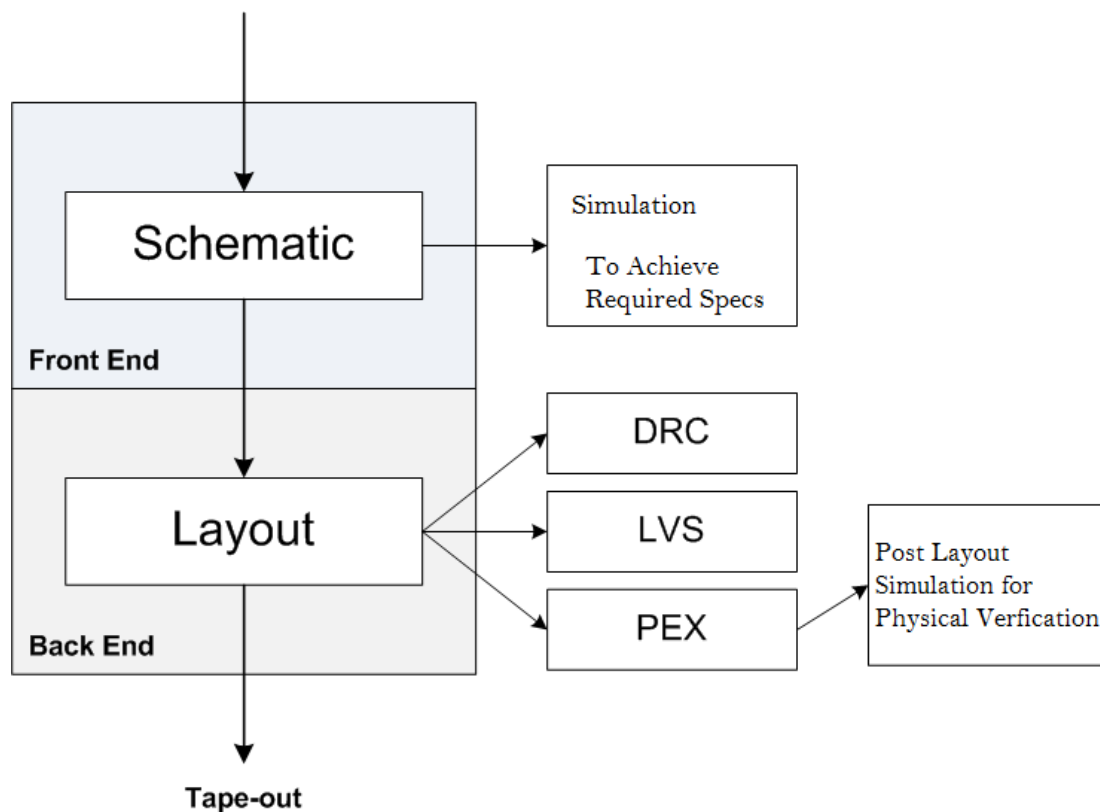 Schematic
Simulation
To Achieve
Required Specs
Front End
DRC
Layout
LVS
Post Layout
Simulation for
Physical Verfication
PEX
Back End
Tape-out